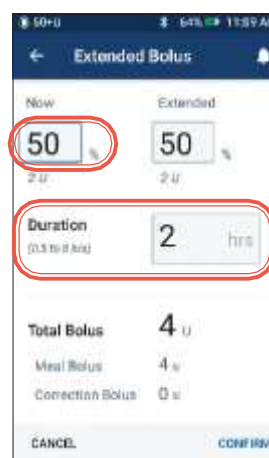 50+U 64% 11:59 AM
← Extended Bolus
Now Extended
50 % 50 %
2 U 2 U
Duration 2 hrs
(0.5 to 8 hrs)
Total Bolus 4 U
Meal Bolus 4 U
Correction Bolus 0 U
CANCEL CONFIRM